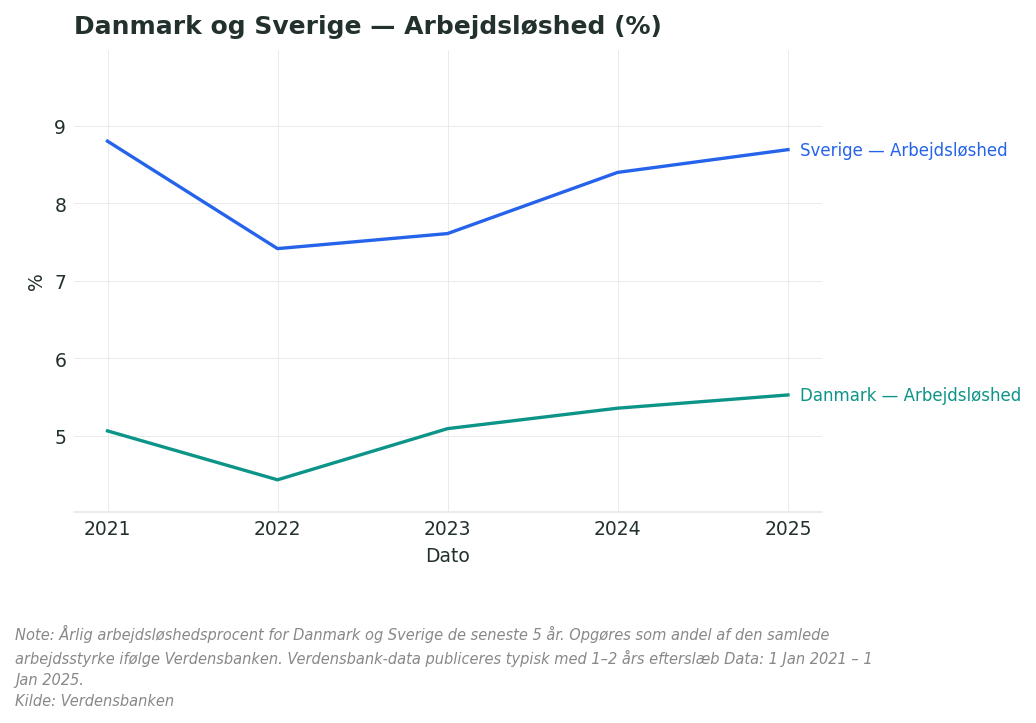 Danmark og Sverige — Arbejdsløshed (%)
9
8
7
6
5
%
Sverige — Arbejdsløshed
Danmark — Arbejdsløshed
2021 2022 2023 2024 2025
Dato
Note: Årlig arbejdsløshedsprocent for Danmark og Sverige de seneste 5 år. Opgøres som andel af den samlede
arbejdsstyrke ifølge Verdensbanken. Verdensbank-data publiceres typisk med 1–2 års efterslæb Data: 1 Jan 2021 – 1
Jan 2025.
Kilde: Verdensbanken